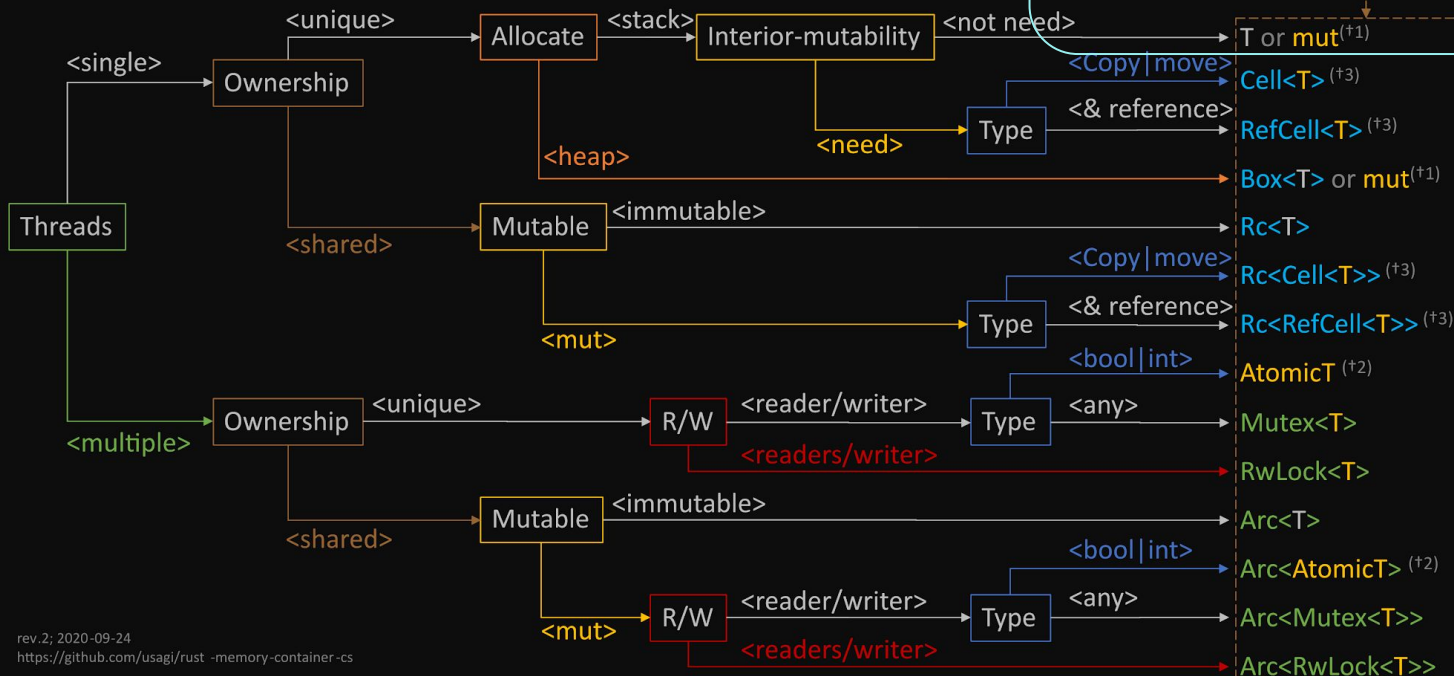 <unique>
Allocate
<stack>
Interior-mutability
<not need>
T or mut(†1)
<single>
Ownership
<Copy|move>
Cell<T> (†3)
Type
<& reference>
RefCell<T> (†3)
<need>
<heap>
Box<T> or mut(†1)
Threads
<shared>
Mutable
<immutable>
Rc<T>
<Copy|move>
Rc<Cell<T>> (†3)
Type
<& reference>
Rc<RefCell<T>> (†3)
<mut>
<bool|int>
AtomicT (†2)
<multiple>
Ownership
<unique>
R/W
<reader/writer>
Type
<any>
Mutex<T>
<readers/writer>
RwLock<T>
<shared>
Mutable
<immutable>
Arc<T>
<bool|int>
Arc<AtomicT> (†2)
<mut>
R/W
<reader/writer>
Type
<any>
Arc<Mutex<T>>
<readers/writer>
Arc<RwLock<T>>
rev.2; 2020-09-24
https://github.com/usagi/rust -memory-container-cs